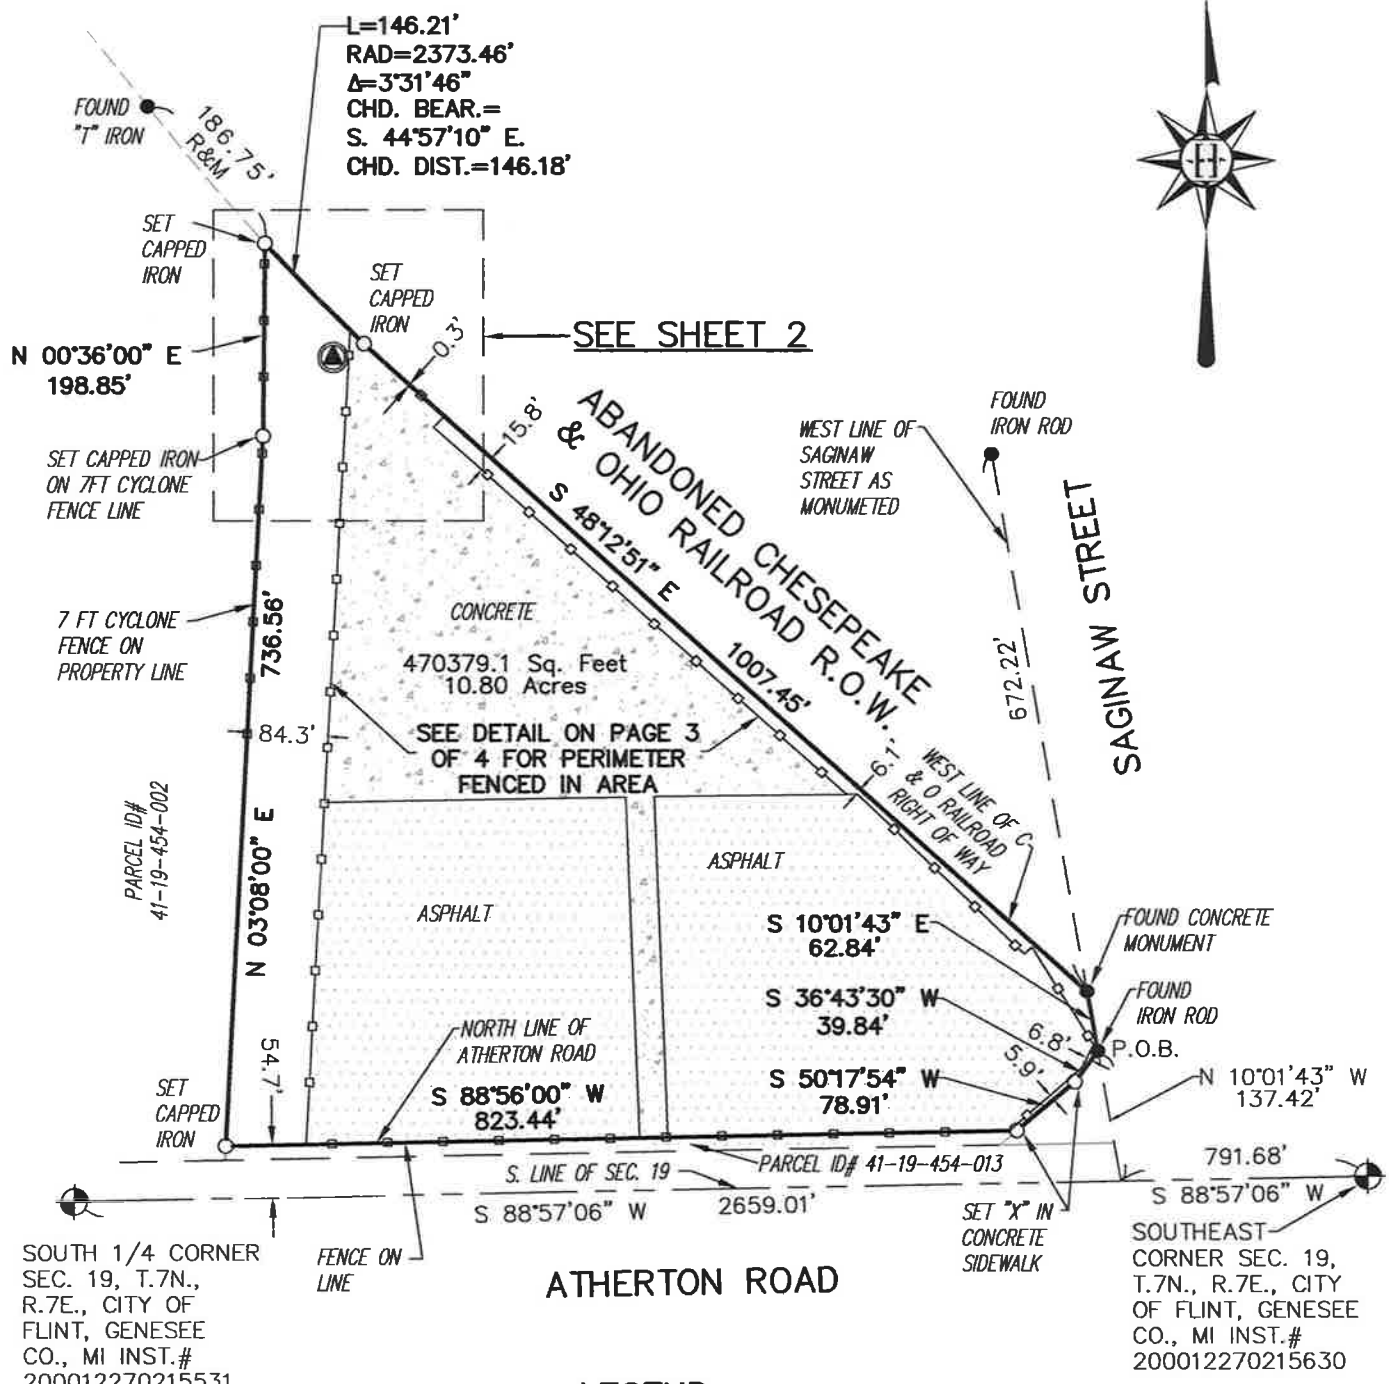 L=146.21'
RAD=2373.46'
Δ=3°31'46"
CHD. BEAR.=
S. 44°57'10" E.
CHD. DIST.=146.18'
FOUND
"T" IRON
186.75'
R&M
H
SET
CAPPED
IRON
SET
CAPPED
IRON
0.3'
SEE SHEET 2
N 00°36'00" E
198.85'
SET CAPPED IRON
ON 7FT CYCLONE
FENCE LINE
15.8'
ABANDONED CHESEPEAKE
& OHIO RAILROAD R.O.W.
S 48°12'51" E
1007.45'
WEST LINE OF
SAGINAW
STREET AS
MONUMETED
FOUND
IRON ROD
SAGINAW STREET
672.22'
7 FT CYCLONE
FENCE ON
PROPERTY LINE
736.56'
N 03°08'00" E
CONCRETE
470379.1 Sq. Feet
10.80 Acres
84.3'
SEE DETAIL ON PAGE 3
OF 4 FOR PERIMETER
FENCED IN AREA
6.1'
WEST LINE OF C
& O RAILROAD
RIGHT OF WAY
PARCEL ID#
41-19-454-002
ASPHALT
ASPHALT
S 10°01'43" E
62.84'
FOUND CONCRETE
MONUMENT
S 36°43'30" W
39.84'
FOUND
IRON ROD
6.8'
P.O.B.
5.9'
NORTH LINE OF
ATHERTON ROAD
54.7'
S 50°17'54" W
78.91'
N 10°01'43" W
137.42'
SET
CAPPED
IRON
S 88°56'00" W
823.44'
PARCEL ID# 41-19-454-013
S. LINE OF SEC. 19
791.68'
S 88°57'06" W
S 88°57'06" W
2659.01'
SET "X" IN
CONCRETE
SIDEWALK
SOUTH 1/4 CORNER
SEC. 19, T.7N.,
R.7E., CITY OF
FLINT, GENESEE
CO., MI INST.#
200012270215531
FENCE ON
LINE
ATHERTON ROAD
SOUTHEAST
CORNER SEC. 19,
T.7N., R.7E., CITY
OF FLINT, GENESEE
CO., MI INST.#
200012270215630